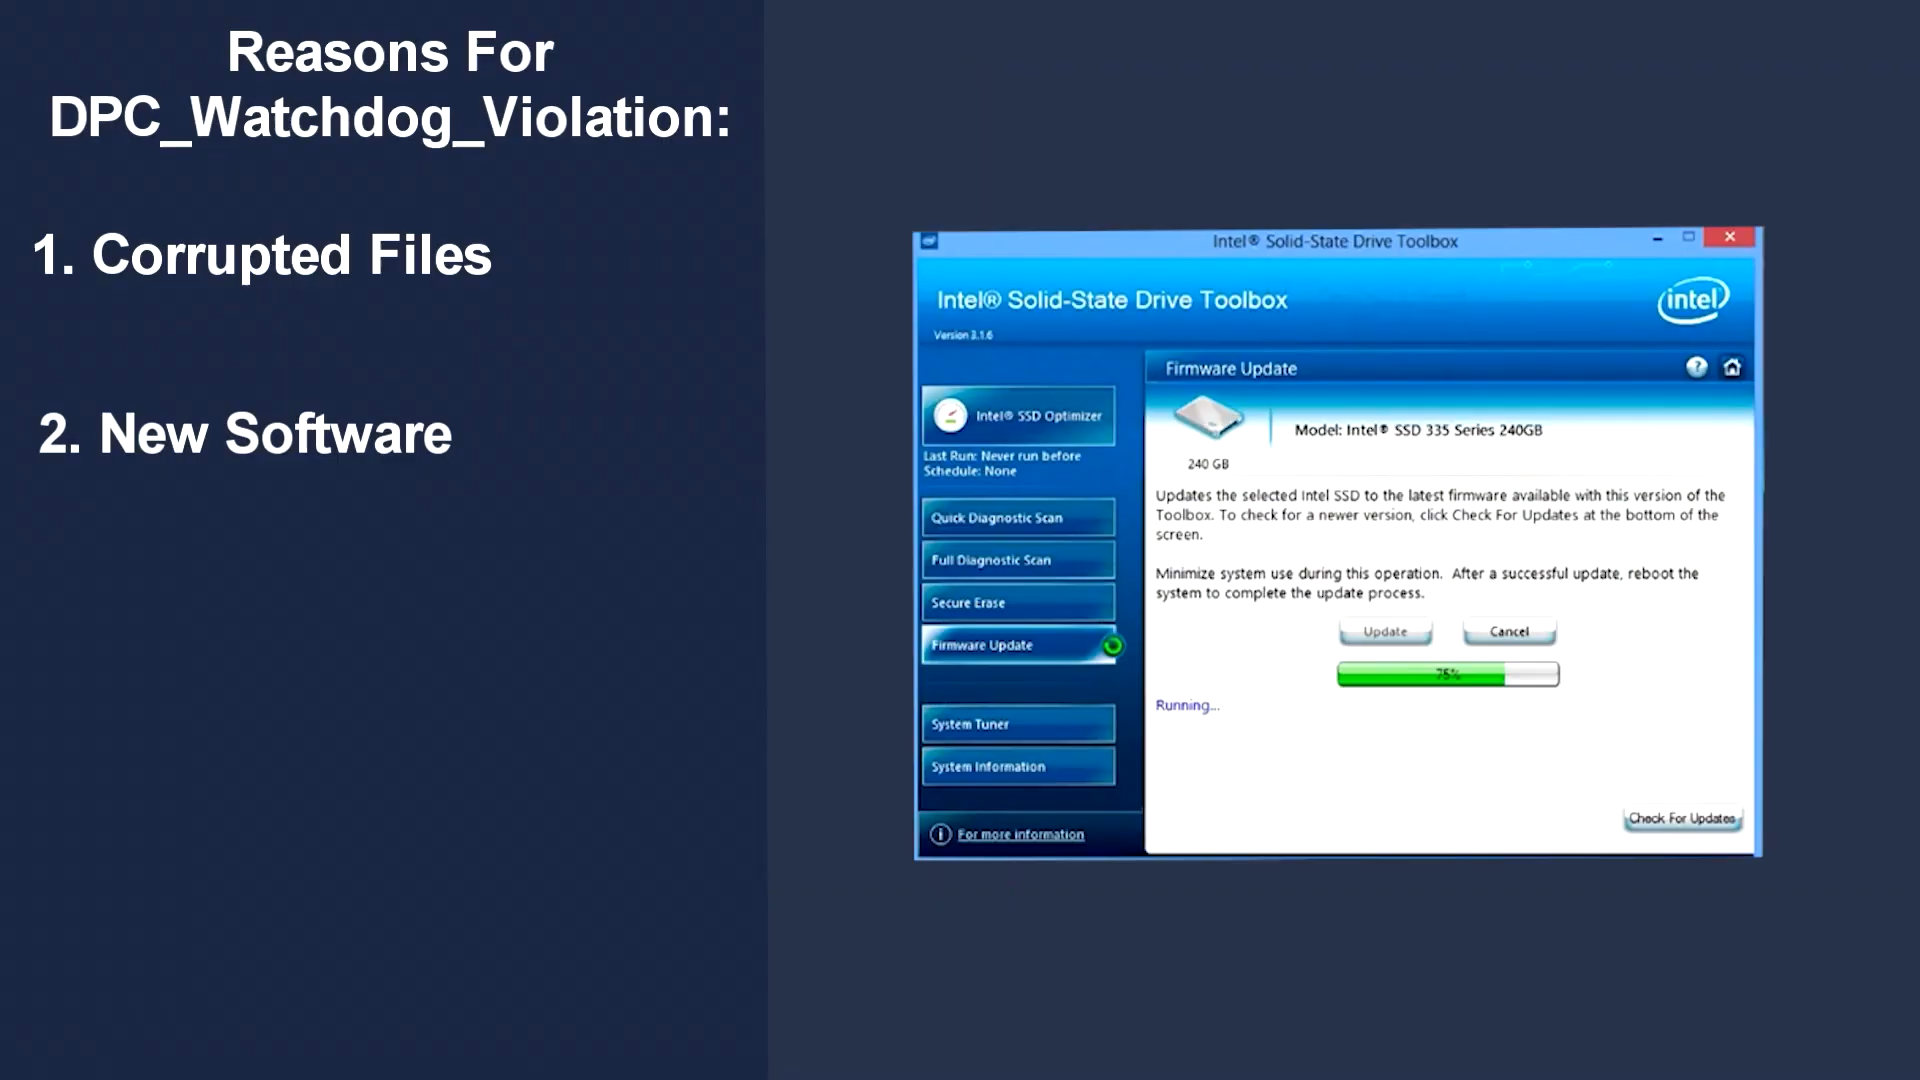 Reasons For
DPC_Watchdog_Violation:
1. Corrupted Files
2. New Software
Intel® Solid-State Drive Toolbox
Intel® Solid-State Drive Toolbox
intel
Version 3.1.6
Firmware Update
?
Intel® SSD Optimizer
Last Run: Never run before
Schedule: None
Quick Diagnostic Scan
Full Diagnostic Scan
Secure Erase
Firmware Update
System Tuner
System Information
For more information
Model: Intel® SSD 335 Series 240GB
240 GB
Updates the selected Intel SSD to the latest firmware available with this version of the
Toolbox. To check for a newer version, click Check For Updates at the bottom of the
screen.
Minimize system use during this operation. After a successful update, reboot the
system to complete the update process.
Update Cancel
75%
Running...
Check For Updates